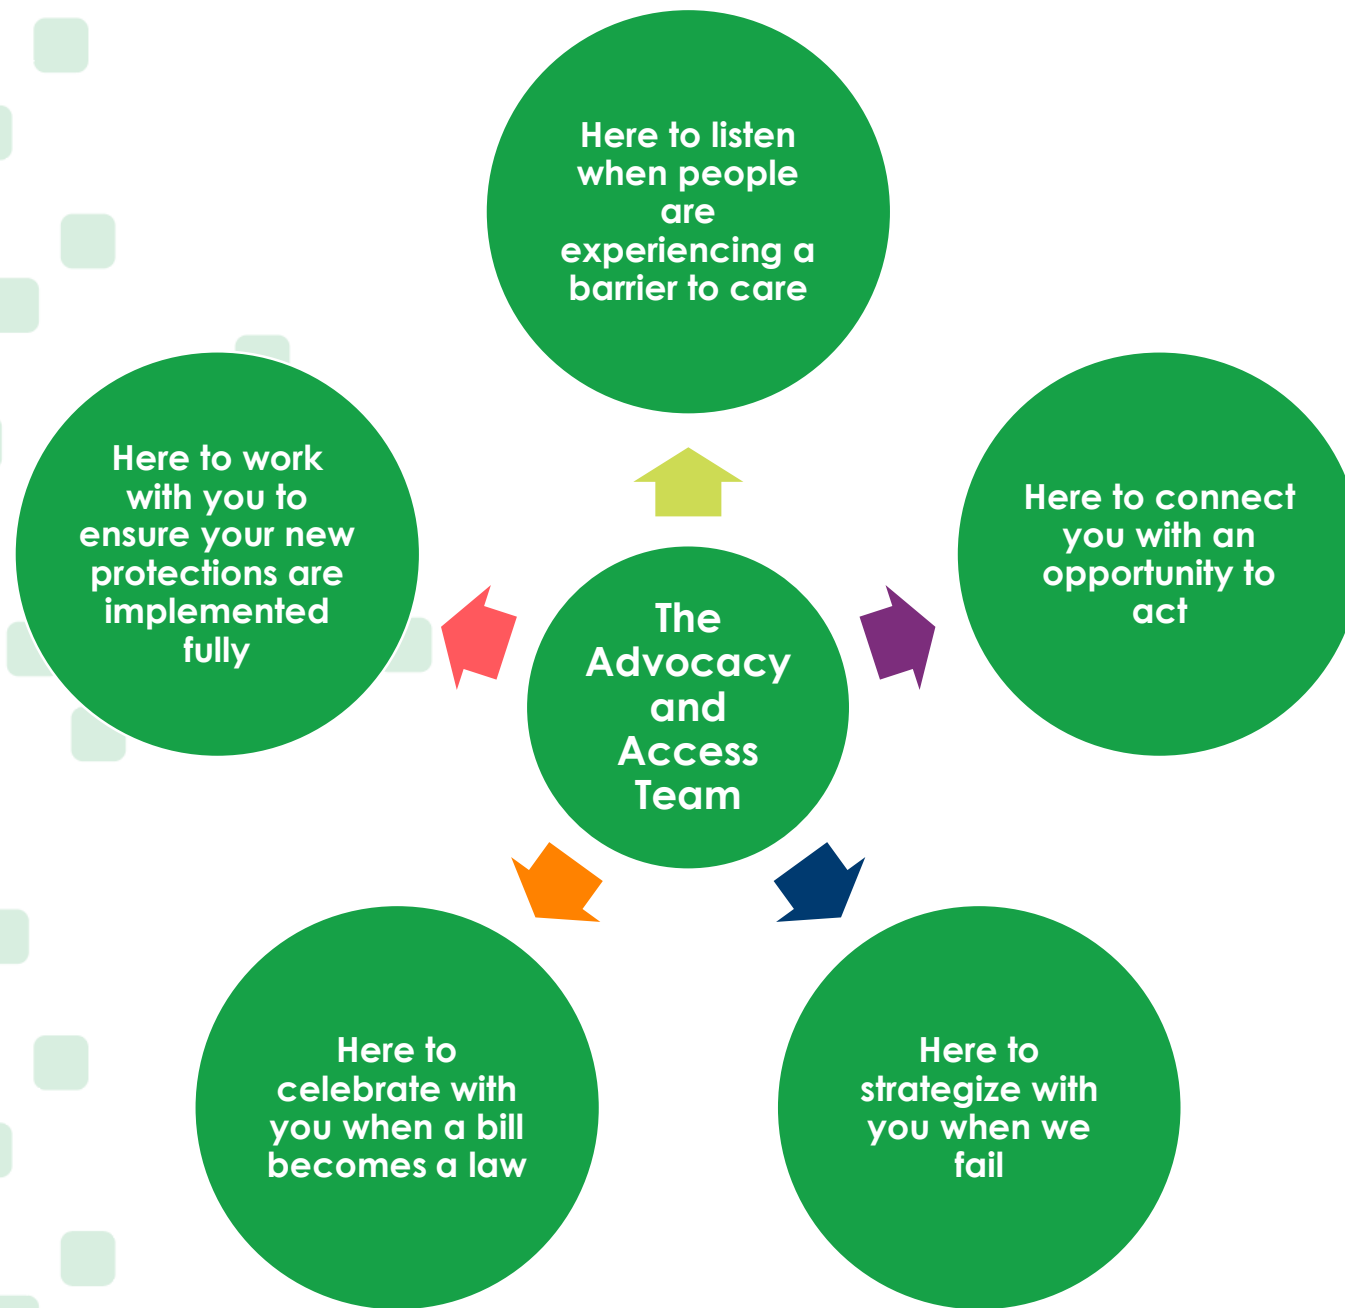 Here to listen
when people
are
experiencing a
barrier to care
Here to connect
you with an
opportunity to
act
Here to
strategize with
you when we
fail
Here to
celebrate with
you when a bill
becomes a law
Here to work
with you to
ensure your new
protections are
implemented
fully
The
Advocacy
and
Access
Team